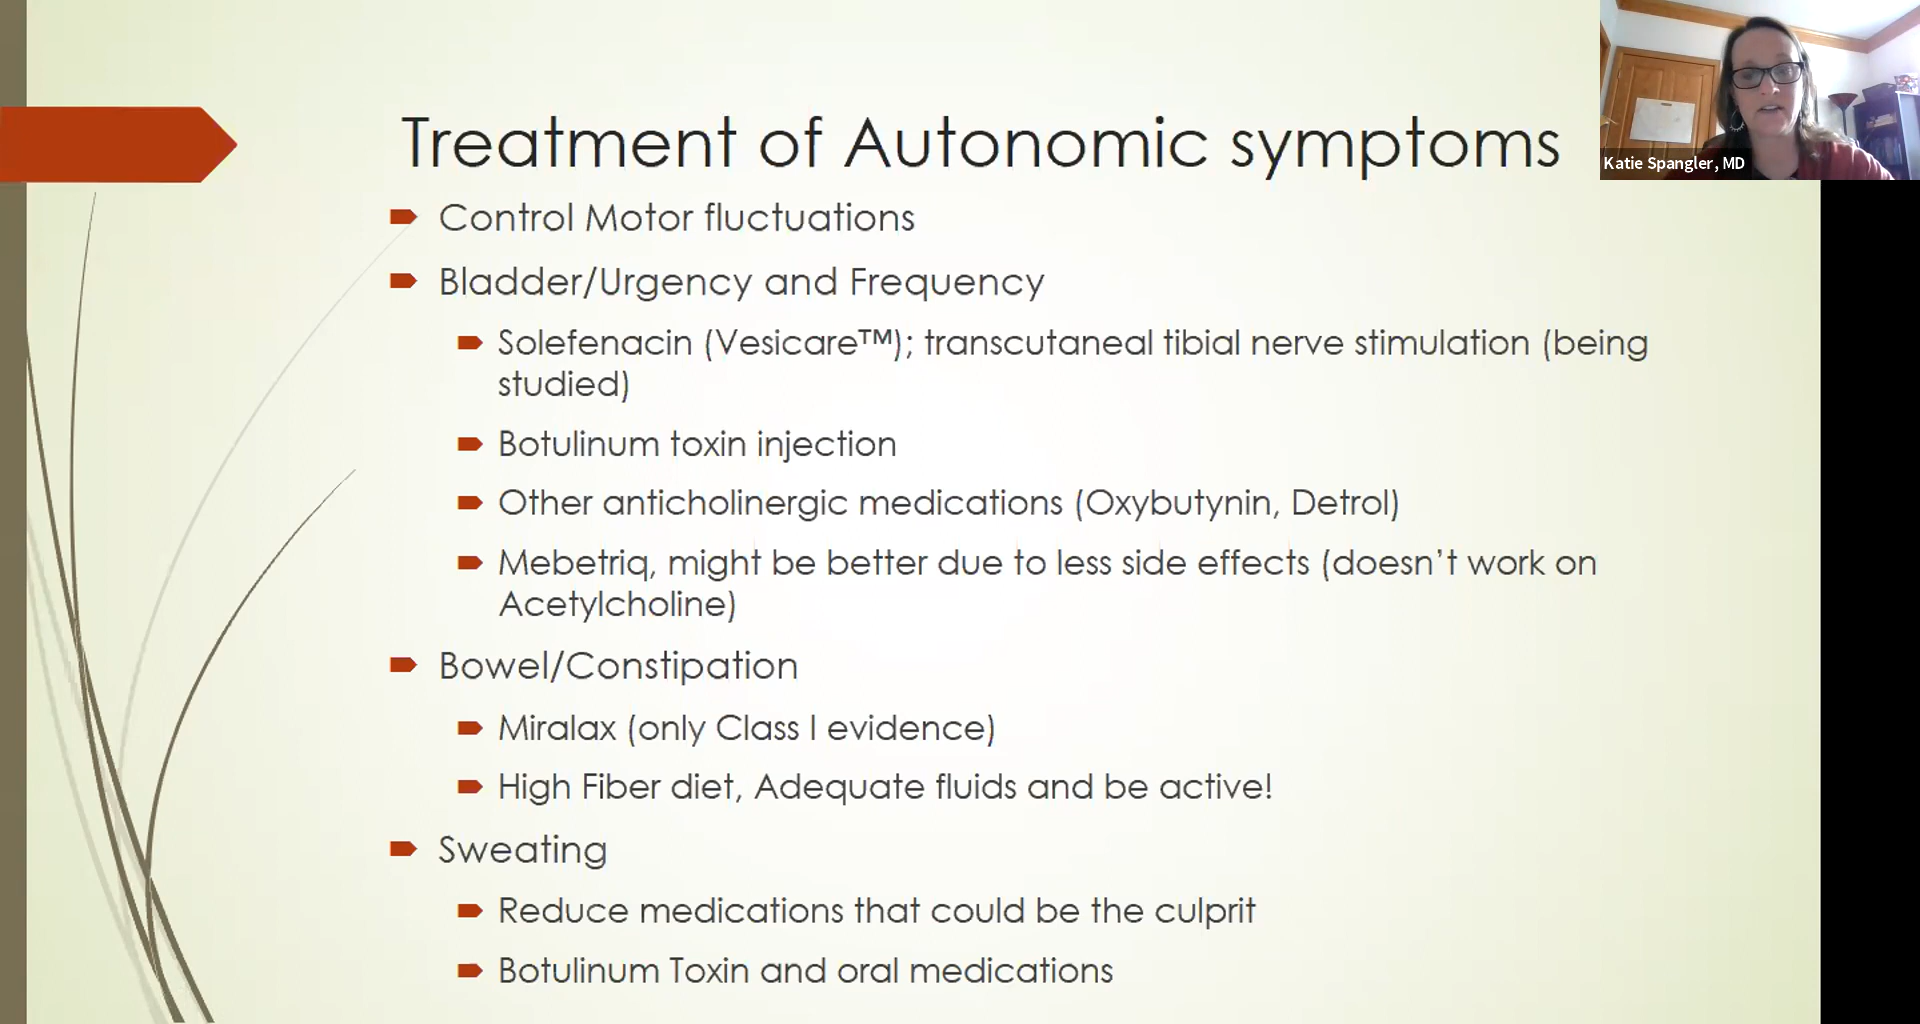 Treatment of Autonomic symptoms
Katie Spangler, MD
Control Motor fluctuations
Bladder/Urgency and Frequency
Solefenacin (Vesicare™); transcutaneal tibial nerve stimulation (being
studied)
Botulinum toxin injection
Other anticholinergic medications (Oxybutynin, Detrol)
Mebetriq, might be better due to less side effects (doesn't work on
Acetylcholine)
Bowel/Constipation
Miralax (only Class I evidence)
High Fiber diet, Adequate fluids and be active!
Sweating
Reduce medications that could be the culprit
Botulinum Toxin and oral medications